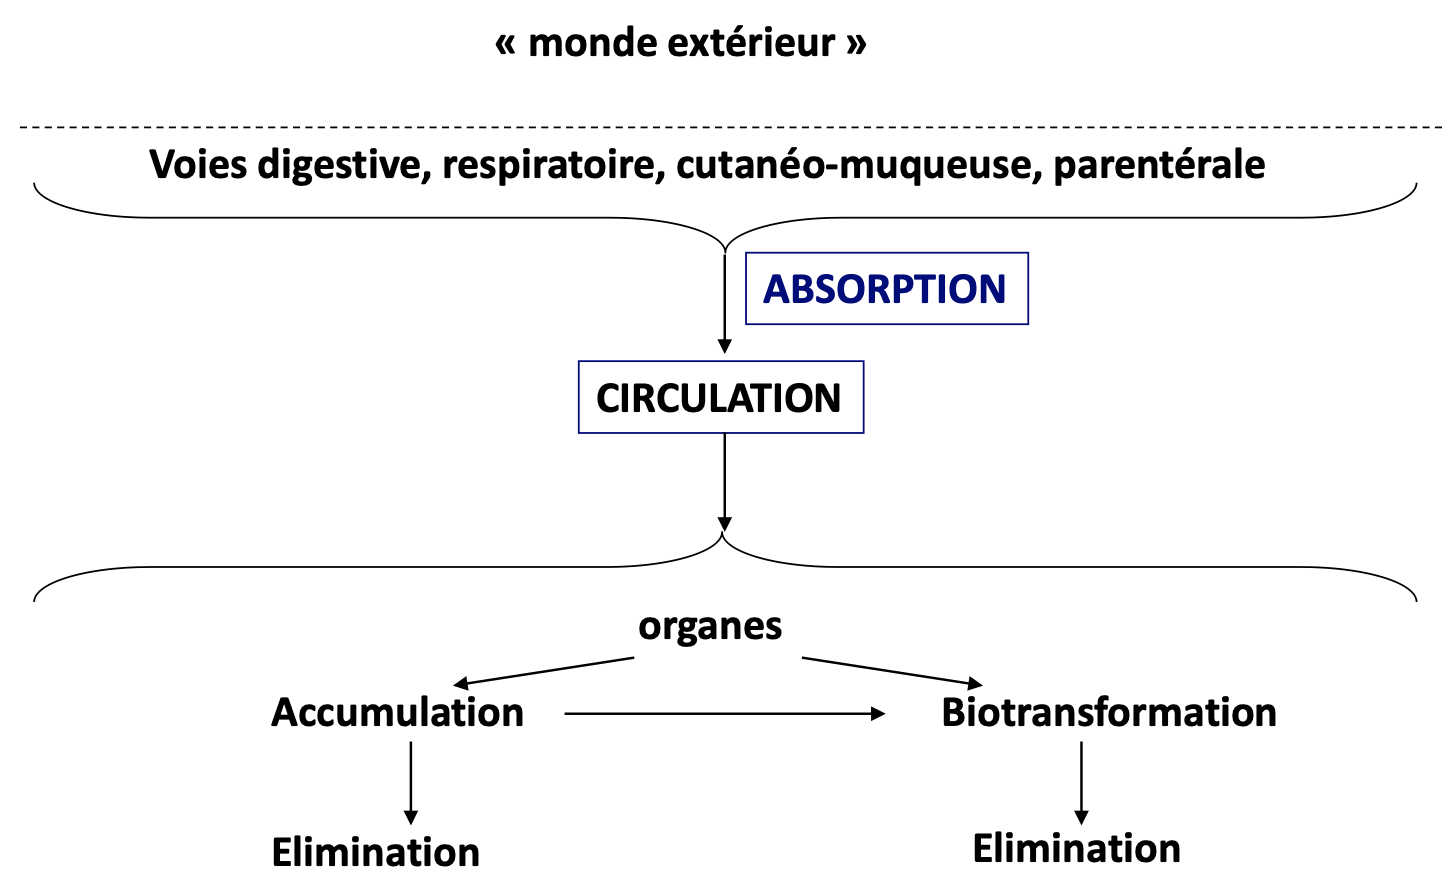 « monde extérieur »
Voies digestive, respiratoire, cutanéo-muqueuse, parentérale
ABSORPTION
CIRCULATION
organes
Accumulation
Biotransformation
Elimination
Elimination